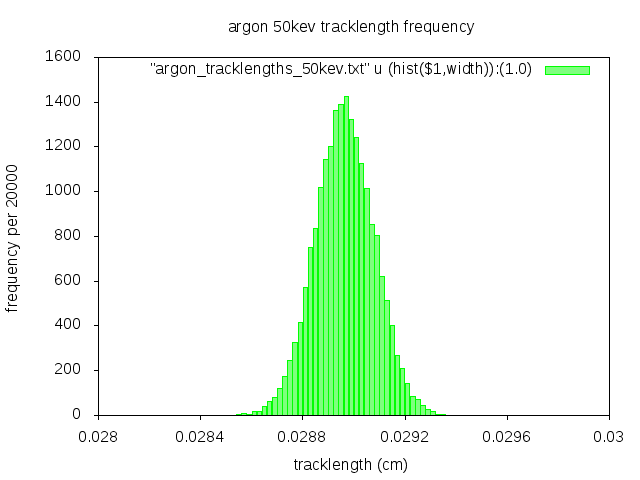 argon 50kev tracklength frequency
"argon_tracklengths_50kev.txt" u (hist($1,width)):(1.0)
1600
1400
1200
1000
800
600
400
200
0
frequency per 20000
0.028 0.0284 0.0288 0.0292 0.0296 0.03
tracklength (cm)